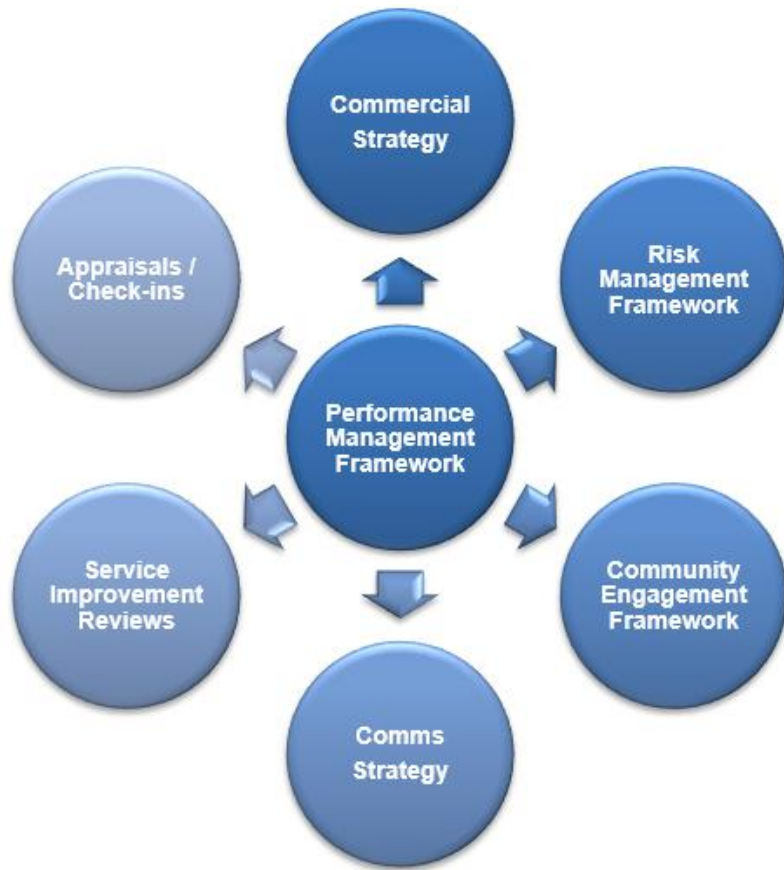 Commercial
Strategy
Risk
Management
Framework
Appraisals /
Check-ins
Performance
Management
Framework
Community
Engagement
Framework
Service
Improvement
Reviews
Comms
Strategy